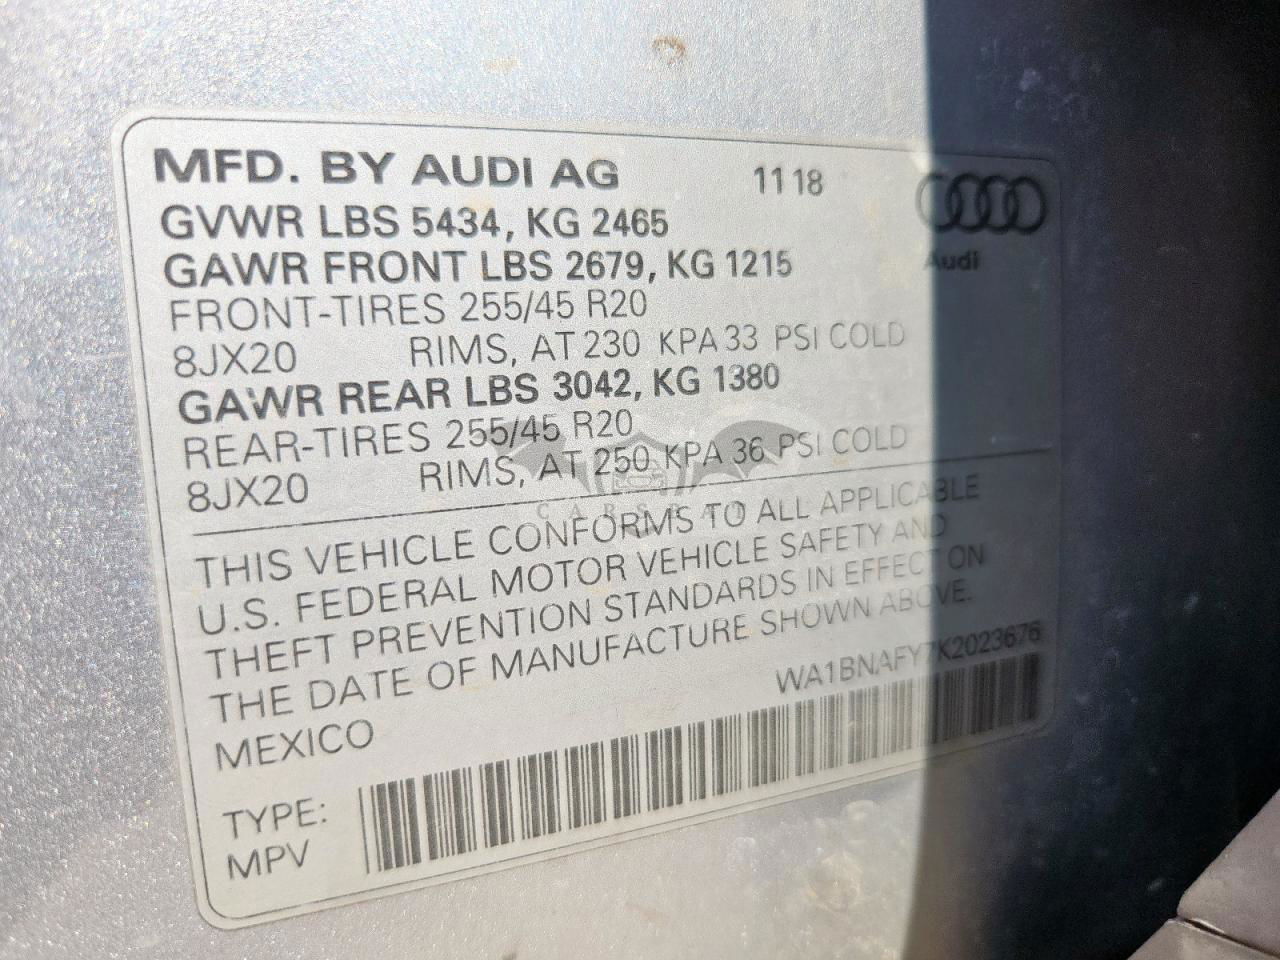 MFD. BY AUDI AG 11 18
GVWR LBS 5434, KG 2465
GAWR FRONT LBS 2679, KG 1215
Audi
FRONT-TIRES 255/45 R20
8JX20 RIMS, AT 230 KPA 33 PSI COLD
GAWR REAR LBS 3042, KG 1380
REAR-TIRES 255/45 R20
8JX20 RIMS, AT 250 KPA 36 PSI COLD
THIS VEHICLE CONFORMS TO ALL APPLICABLE
U.S. FEDERAL MOTOR VEHICLE SAFETY AND
THEFT PREVENTION STANDARDS IN EFFECT ON
THE DATE OF MANUFACTURE SHOWN ABOVE.
MEXICO WA1BNAFY7K2023676
TYPE:
MPV